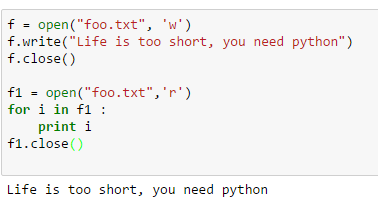 f = open("foo.txt", 'w')
f.write("Life is too short, you need python")
f.close()
f1 = open("foo.txt",'r')
for i in f1 :
    print i
f1.close()
Life is too short, you need python